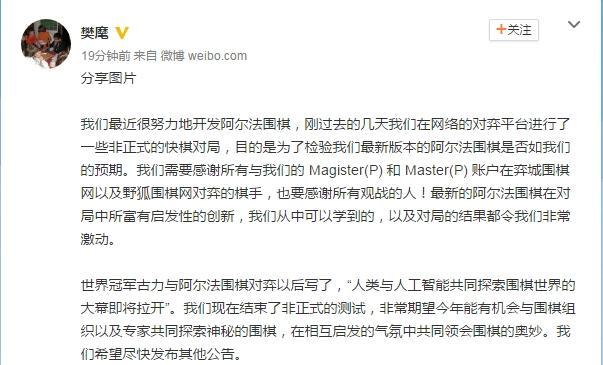 樊麾
+关注
19分钟前 来自 微博 weibo.com
分享图片
我们最近很努力地开发阿尔法围棋，刚过去的几天我们在网络的对弈平台进行了
一些非正式的快棋对局，目的是为了检验我们最新版本的阿尔法围棋是否如我们
的预期。我们需要感谢所有与我们的 Magister(P) 和 Master(P) 账户在弈城围棋
网以及野狐围棋网对弈的棋手，也要感谢所有观战的人！最新的阿尔法围棋在对
局中所富有启发性的创新，我们从中可以学到的，以及对局的结果都令我们非常
激动。
世界冠军古力与阿尔法围棋对弈以后写了，“人类与人工智能共同探索围棋世界的
大幕即将拉开”。我们现在结束了非正式的测试，非常期望今年能有机会与围棋组
织以及专家共同探索神秘的围棋，在相互启发的气氛中共同领会围棋的奥妙。我
们希望尽快发布其他公告。